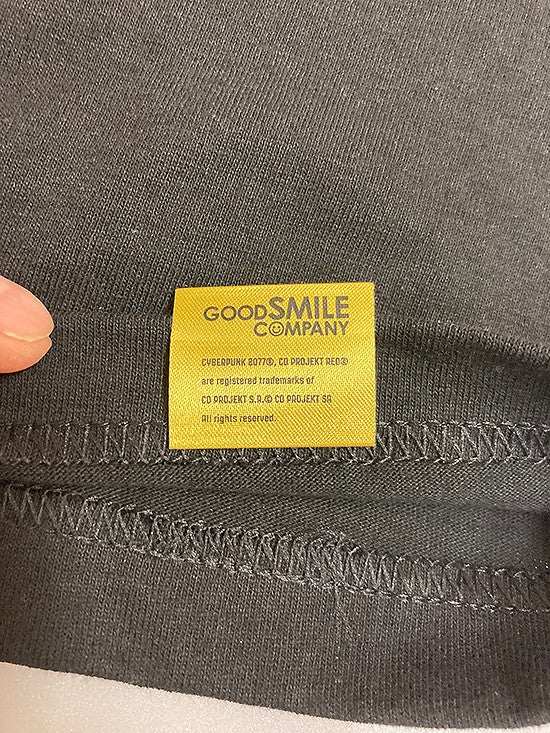 GOODSMILE
COMPANY
CYBERPUNK 2077®, CD PROJEKT RED®
are registered trademarks of
CD PROJEKT S.A.© CD PROJEKT SA
All rights reserved.